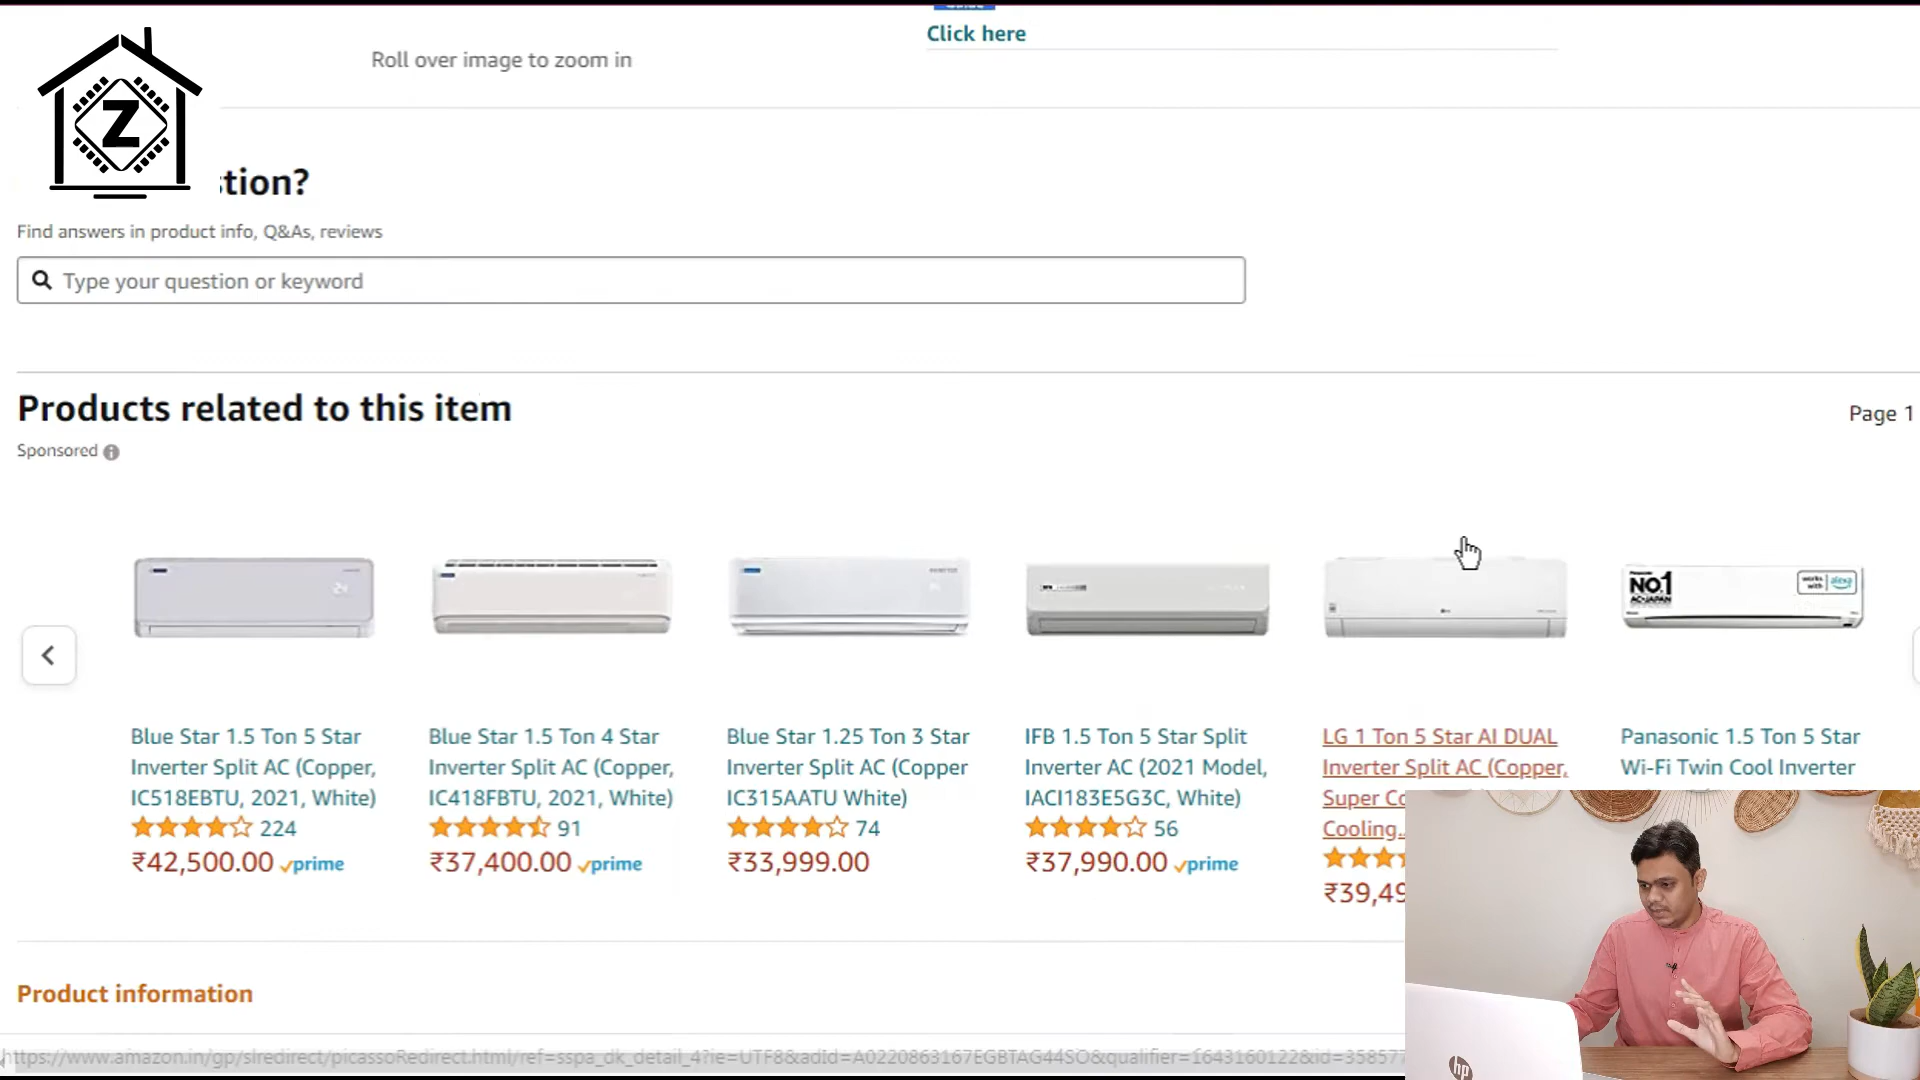 Click here
Roll over image to zoom in
Z
tion?
Find answers in product info, Q&As, reviews
Type your question or keyword
Products related to this item
Page 1
Sponsored
NO.1
works with alexa
Blue Star 1.5 Ton 5 Star
Inverter Split AC (Copper,
IC518EBTU, 2021, White)
224
₹42,500.00 prime
Blue Star 1.5 Ton 4 Star
Inverter Split AC (Copper,
IC418FBTU, 2021, White)
91
₹37,400.00 prime
Blue Star 1.25 Ton 3 Star
Inverter Split AC (Copper
IC315AATU White)
74
₹33,999.00
IFB 1.5 Ton 5 Star Split
Inverter AC (2021 Model,
IACI183E5G3C, White)
56
₹37,990.00 prime
LG 1 Ton 5 Star AI DUAL
Inverter Split AC (Copper,
Super Co
Cooling..
₹39,49
Panasonic 1.5 Ton 5 Star
Wi-Fi Twin Cool Inverter
Product information
https://www.amazon.in/gp/slredirect/picassoRedirect.html/ref=sspa_dk_detail_4?ie=UTF8&adId=A0220863167EGBTAG44SO&qualifier=1643160122&id=35857
hp